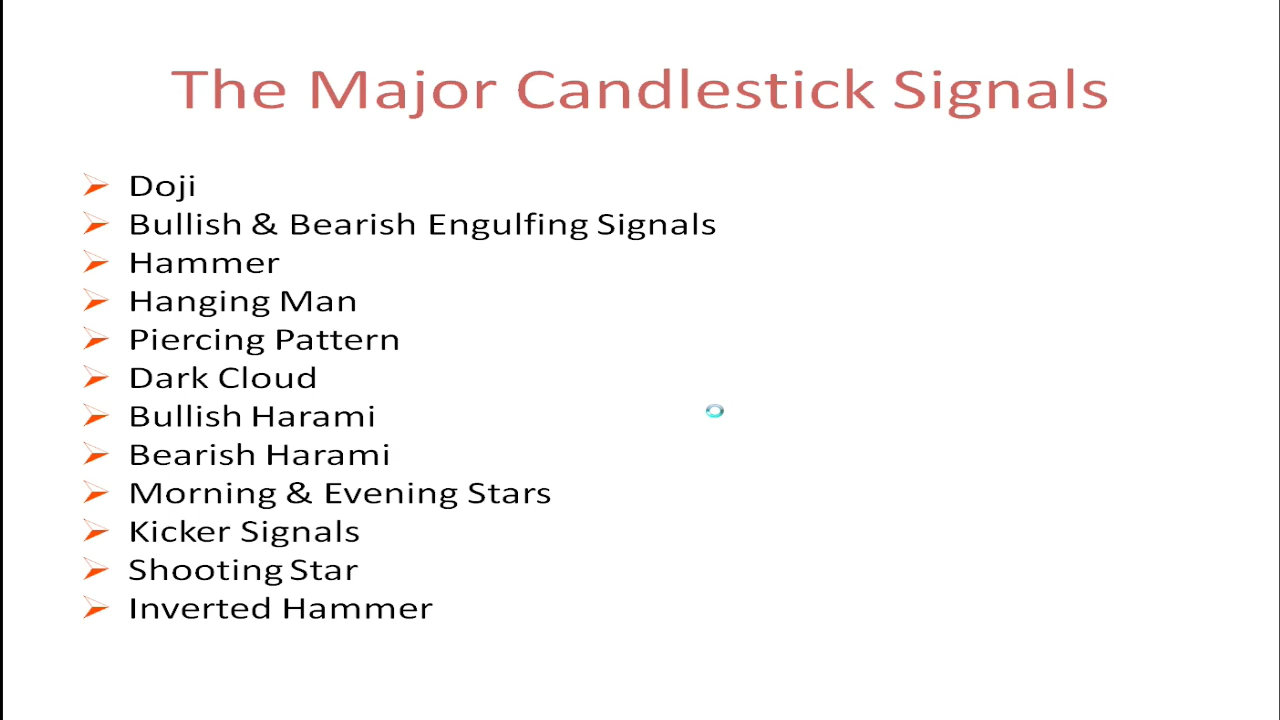 The Major Candlestick Signals
Doji
Bullish & Bearish Engulfing Signals
Hammer
Hanging Man
Piercing Pattern
Dark Cloud
Bullish Harami
Bearish Harami
Morning & Evening Stars
Kicker Signals
Shooting Star
Inverted Hammer